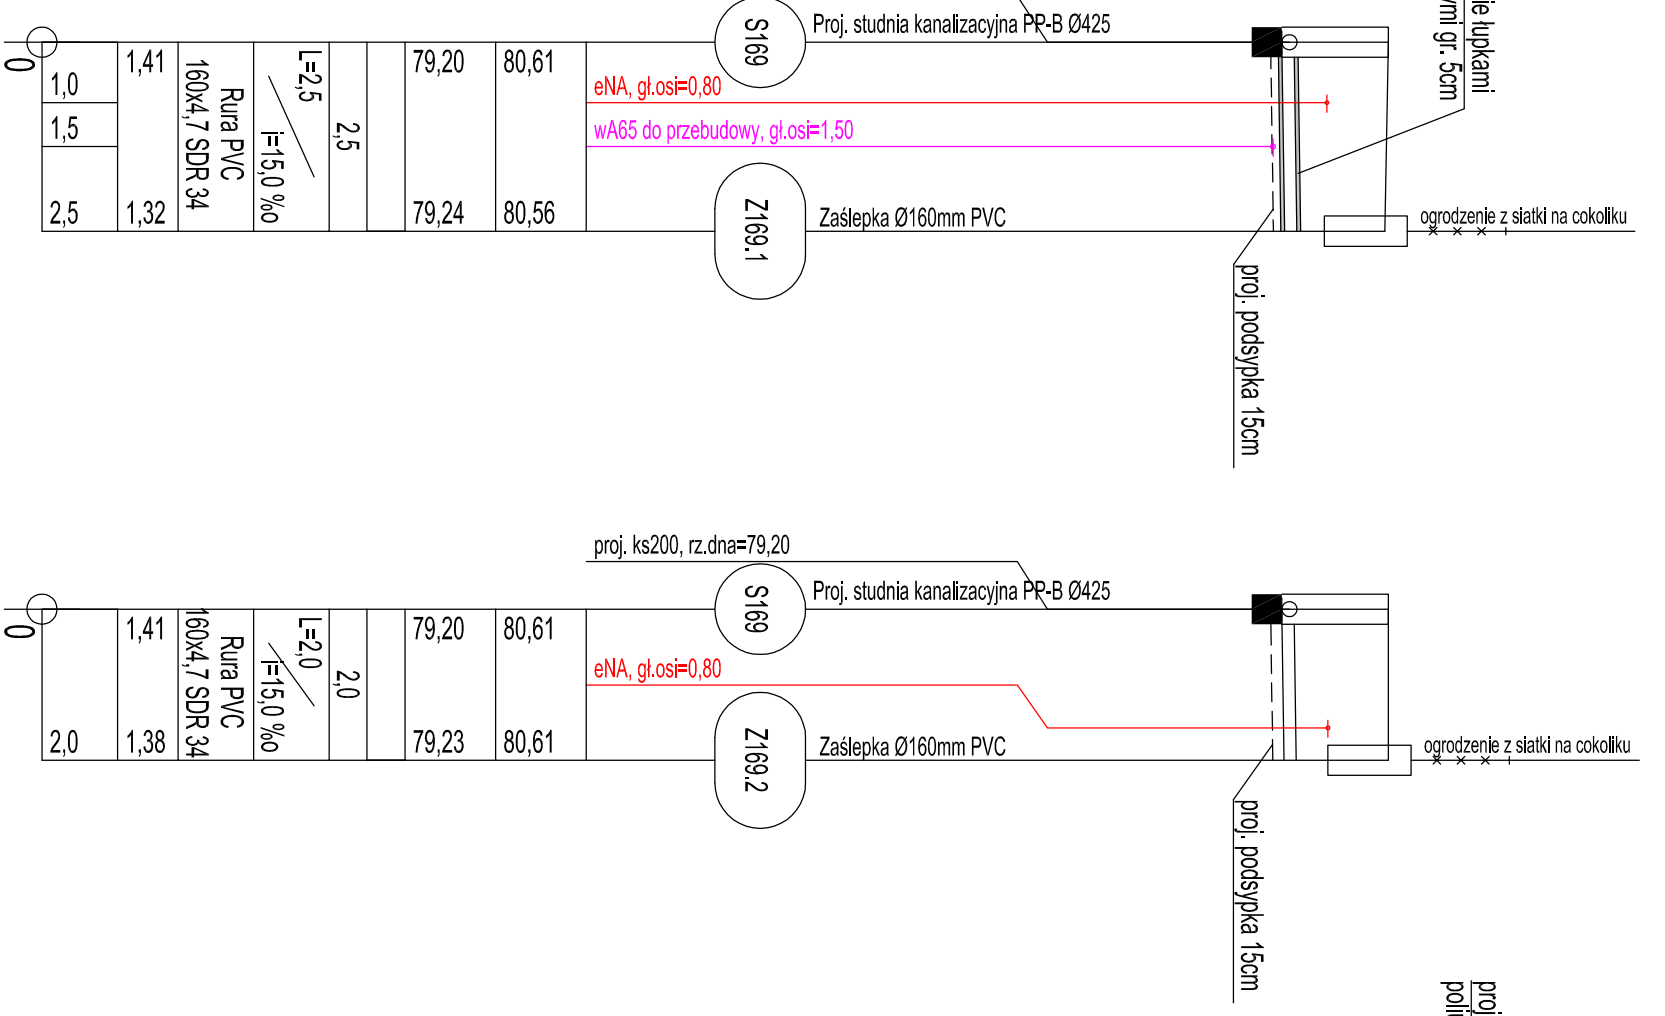 ie łupkami
ymi gr. 5cm
S169
Proj. studnia kanalizacyjna PP-B Ø425
0
1,0
1,5
2,5
1,41
1,32
Rura PVC
160x4,7 SDR 34
L=2,5
i=15,0 ‰
2,5
79,20
79,24
80,61
80,56
eNA, gł.osi=0,80
wA65 do przebudowy, gł.osi=1,50
Z169.1
Zaślepka Ø160mm PVC
ogrodzenie z siatki na cokoliku
proj. podsypka 15cm
proj. ks200, rz.dna=79,20
S169
Proj. studnia kanalizacyjna PP-B Ø425
0
2,0
1,41
1,38
Rura PVC
160x4,7 SDR 34
L=2,0
i=15,0 ‰
2,0
79,20
79,23
80,61
80,61
eNA, gł.osi=0,80
Z169.2
Zaślepka Ø160mm PVC
ogrodzenie z siatki na cokoliku
proj. podsypka 15cm
proj